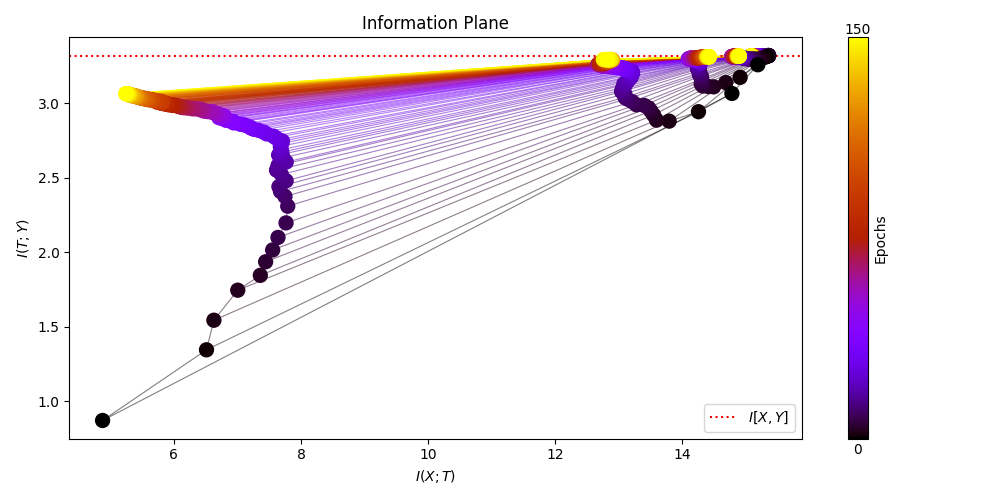 Information Plane
150
3.0
2.5
2.0
1.5
1.0
I(T; Y)
6
8
10
12
14
I(X; T)
I[X, Y]
Epochs
0